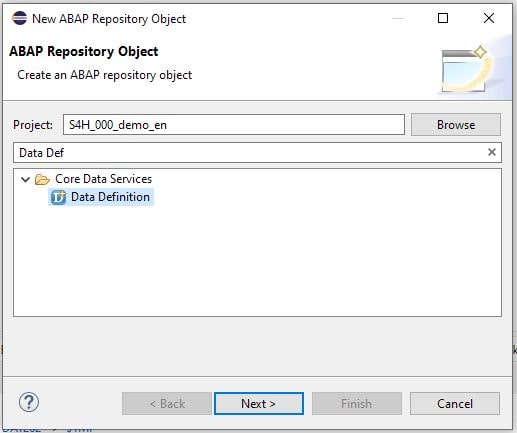 New ABAP Repository Object
ABAP Repository Object
Create an ABAP repository object
Project: S4H_000_demo_en Browse
Data Def
Core Data Services
Data Definition
< Back Next > Finish Cancel